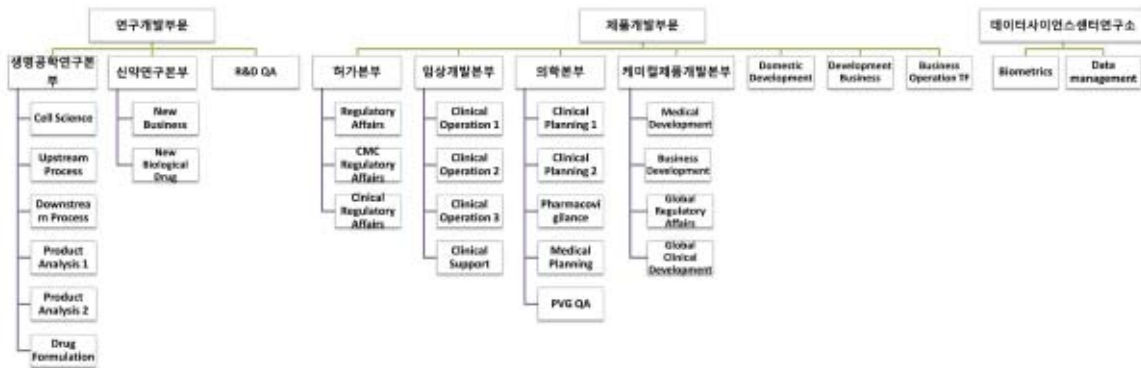 연구개발부문
제품개발부문
데이터사이언스센터연구소
생명공학연구본
부
신약연구본부
R&D QA
허가본부
임상개발본부
의학본부
케미컬제품개발본부
Domestic
Development
Development
Business
Business
Operation TF
Biometrics
Data
management
Cell Science
Upstream
Process
Downstrea
m Process
Product
Analysis 1
Product
Analysis 2
Drug
Formulation
New
Business
New
Biological
Drug
Regulatory
Affairs
CMC
Regulatory
Affairs
Cinical
Regulatory
Affairs
Clinical
Operation 1
Clinical
Operation 2
Clinical
Operation 3
Clinical
Support
Clinical
Planning 1
Clinical
Planning 2
Pharmacovi
gilance
Medical
Planning
PVG QA
Medical
Development
Business
Development
Global
Regulatory
Affairs
Global
Clinical
Development